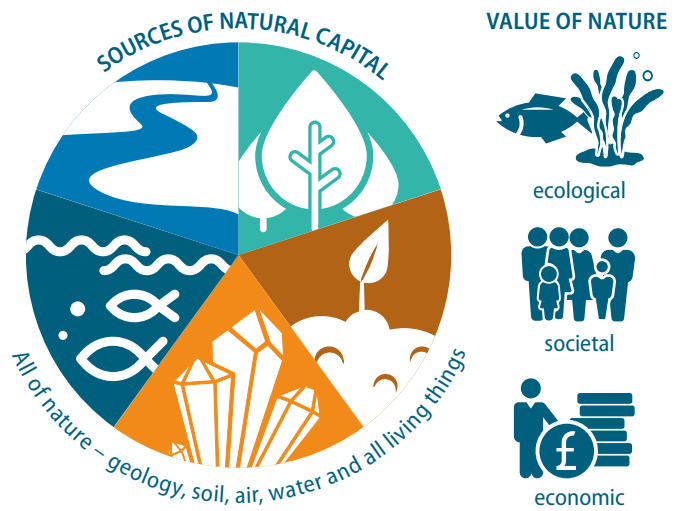 SOURCES OF NATURAL CAPITAL
All of nature – geology, soil, air, water and all living things
VALUE OF NATURE
ecological
societal
£
economic